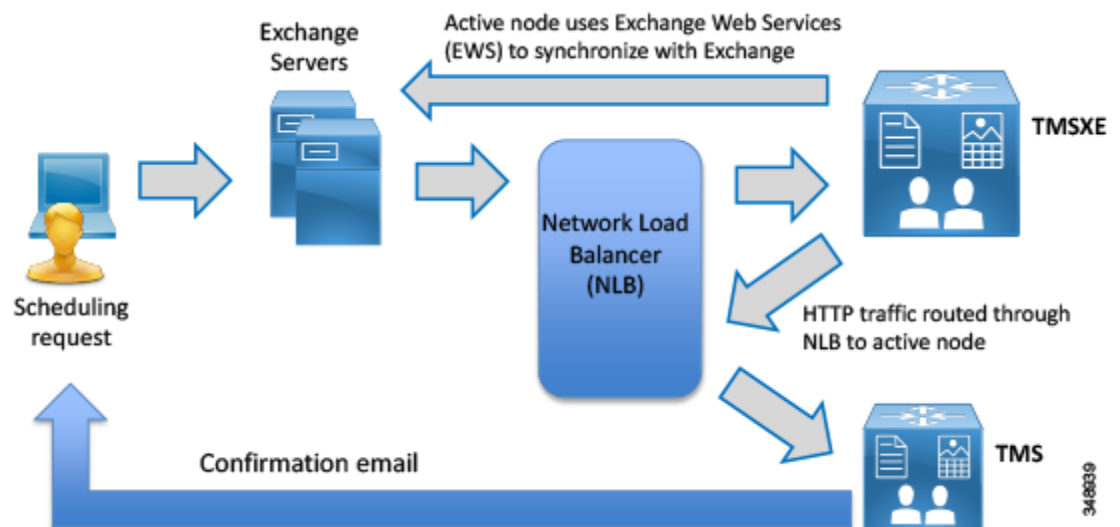 Exchange
Servers
Active node uses Exchange Web Services
(EWS) to synchronize with Exchange
TMSXE
Network Load
Balancer
(NLB)
Scheduling
request
HTTP traffic routed through
NLB to active node
Confirmation email
TMS
348939